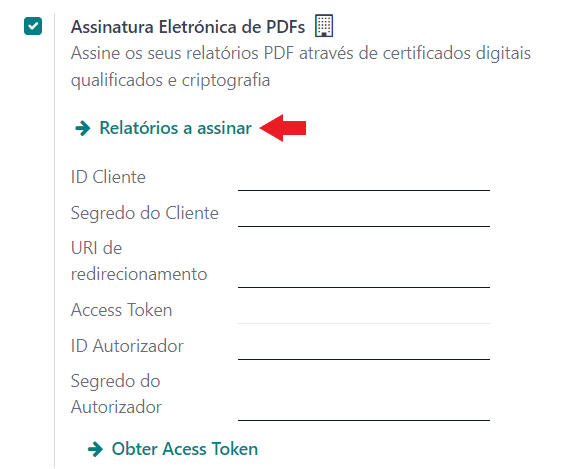 Assinatura Eletrónica de PDFs
Assine os seus relatórios PDF através de certificados digitais
qualificados e criptografia
Relatórios a assinar
ID Cliente
Segredo do Cliente
URI de
redirecionamento
Access Token
ID Autorizador
Segredo do
Autorizador
Obter Acess Token